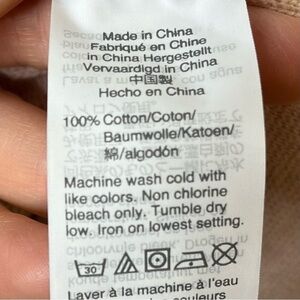 Made in China
Fabriqué en Chine
in China Hergestellt
Vervaardigd in China
中国製
Hecho en China
100% Cotton/Coton/
Baumwolle/Katoen/
綿/algodón
Machine wash cold with
like colors. Non chlorine
bleach only. Tumble dry
low. Iron on lowest setting.
30
Laver à la machine à l'eau